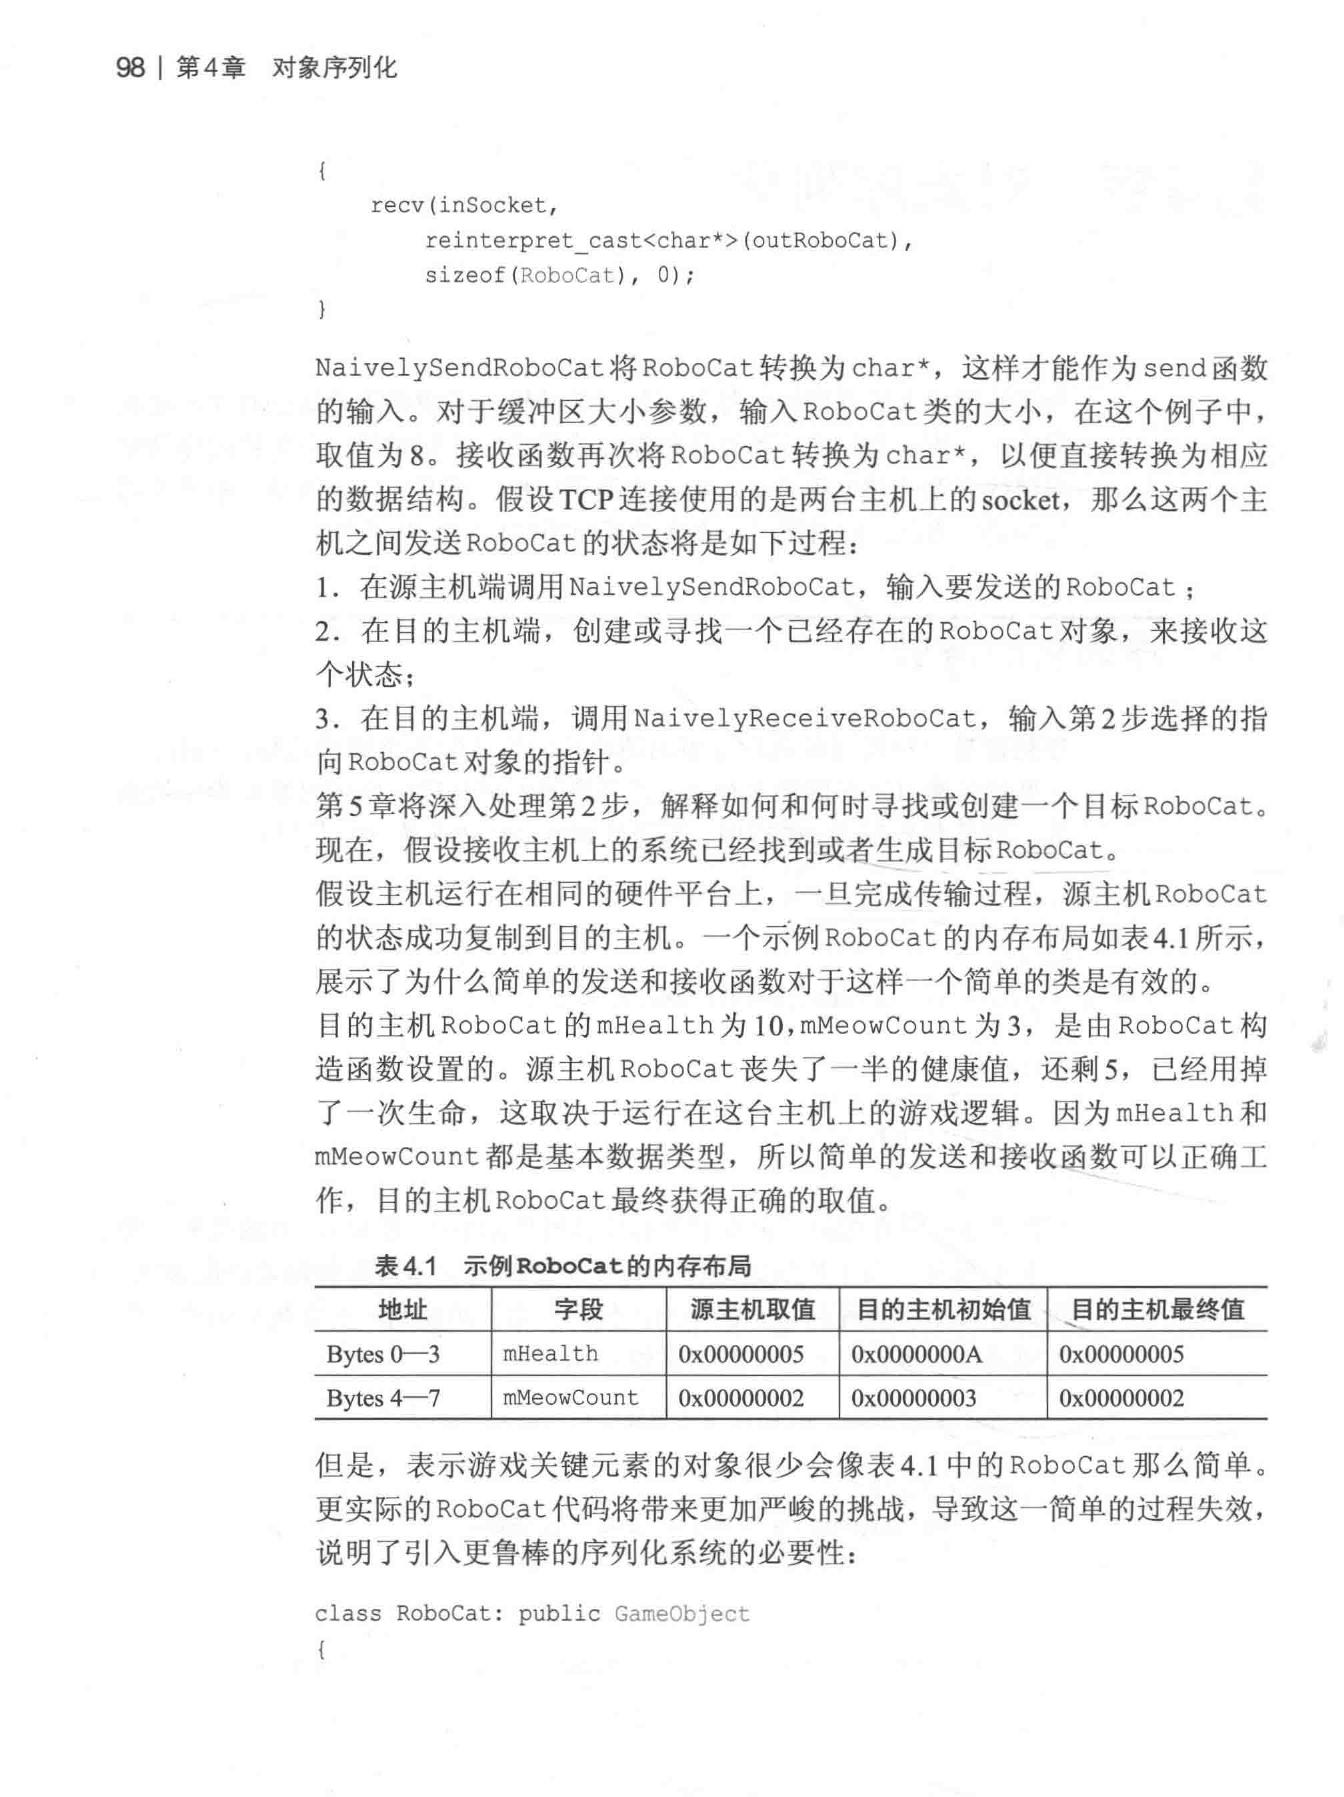 98 | 第4章 对象序列化
{
recv(inSocket,
reinterpret_cast<char*>(outRoboCat),
sizeof(RoboCat), 0);
}
NaivelySendRoboCat将RoboCat转换为char*，这样才能作为send函数
的输入。对于缓冲区大小参数，输入RoboCat类的大小，在这个例子中，
取值为8。接收函数再次将RoboCat转换为char*，以便直接转换为相应
的数据结构。假设TCP连接使用的是两台主机上的socket，那么这两个主
机之间发送RoboCat的状态将是如下过程：
1．在源主机端调用NaivelySendRoboCat，输入要发送的RoboCat；
2．在目的主机端，创建或寻找一个已经存在的RoboCat对象，来接收这
个状态；
3．在目的主机端，调用NaivelyReceiveRoboCat，输入第2步选择的指
向RoboCat对象的指针。
第5章将深入处理第2步，解释如何和何时寻找或创建一个目标RoboCat。
现在，假设接收主机上的系统已经找到或者生成目标RoboCat。
假设主机运行在相同的硬件平台上，一旦完成传输过程，源主机RoboCat
的状态成功复制到目的主机。一个示例RoboCat的内存布局如表4.1所示，
展示了为什么简单的发送和接收函数对于这样一个简单的类是有效的。
目的主机RoboCat的mHealth为10,mMeowCount为3，是由RoboCat构
造函数设置的。源主机RoboCat丧失了一半的健康值，还剩5，已经用掉
了一次生命，这取决于运行在这台主机上的游戏逻辑。因为mHealth和
mMeowCount都是基本数据类型，所以简单的发送和接收函数可以正确工
作，目的主机RoboCat最终获得正确的取值。
表4.1 示例RoboCat的内存布局
地址 字段 源主机取值 目的主机初始值 目的主机最终值
Bytes 0—3 mHealth 0x00000005 0x0000000A 0x00000005
Bytes 4—7 mMeowCount 0x00000002 0x00000003 0x00000002
但是，表示游戏关键元素的对象很少会像表4.1中的RoboCat那么简单。
更实际的RoboCat代码将带来更加严峻的挑战，导致这一简单的过程失效，
说明了引入更鲁棒的序列化系统的必要性：
class RoboCat: public GameObject
{